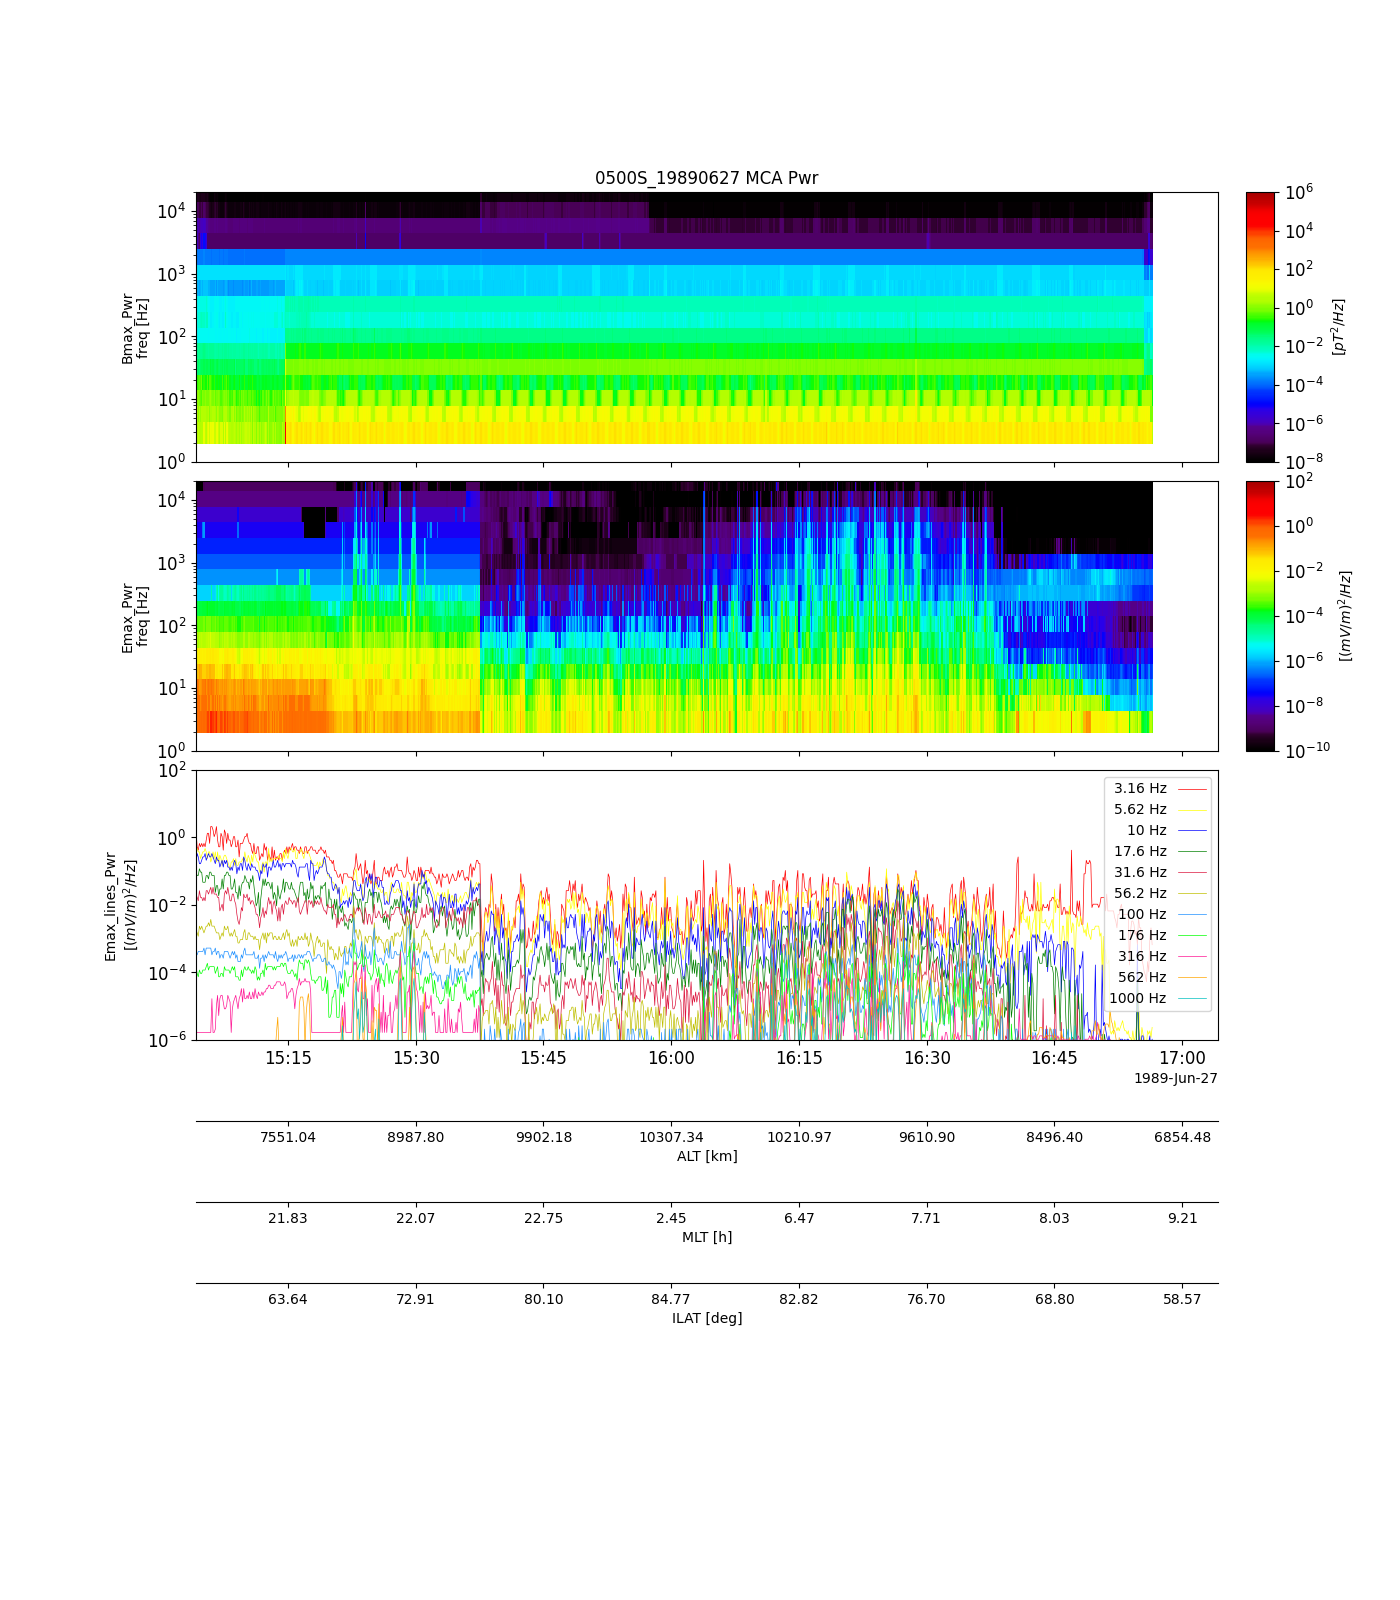 0500S_19890627 MCA Pwr
10^4
10^3
10^2
10^1
10^0
Bmax_Pwr
freq [Hz]
10^6
10^4
10^2
10^0
10^-2
10^-4
10^-6
10^-8
[pT^2/Hz]
10^4
10^3
10^2
10^1
10^0
Emax_Pwr
freq [Hz]
10^2
10^0
10^-2
10^-4
10^-6
10^-8
10^-10
[(mV/m)^2/Hz]
10^2
10^0
10^-2
10^-4
10^-6
Emax_lines_Pwr
[(mV/m)^2/Hz]
3.16 Hz
5.62 Hz
10 Hz
17.6 Hz
31.6 Hz
56.2 Hz
100 Hz
176 Hz
316 Hz
562 Hz
1000 Hz
15:15 15:30 15:45 16:00 16:15 16:30 16:45 17:00
1989-Jun-27
7551.04 8987.80 9902.18 10307.34 10210.97 9610.90 8496.40 6854.48
ALT [km]
21.83 22.07 22.75 2.45 6.47 7.71 8.03 9.21
MLT [h]
63.64 72.91 80.10 84.77 82.82 76.70 68.80 58.57
ILAT [deg]